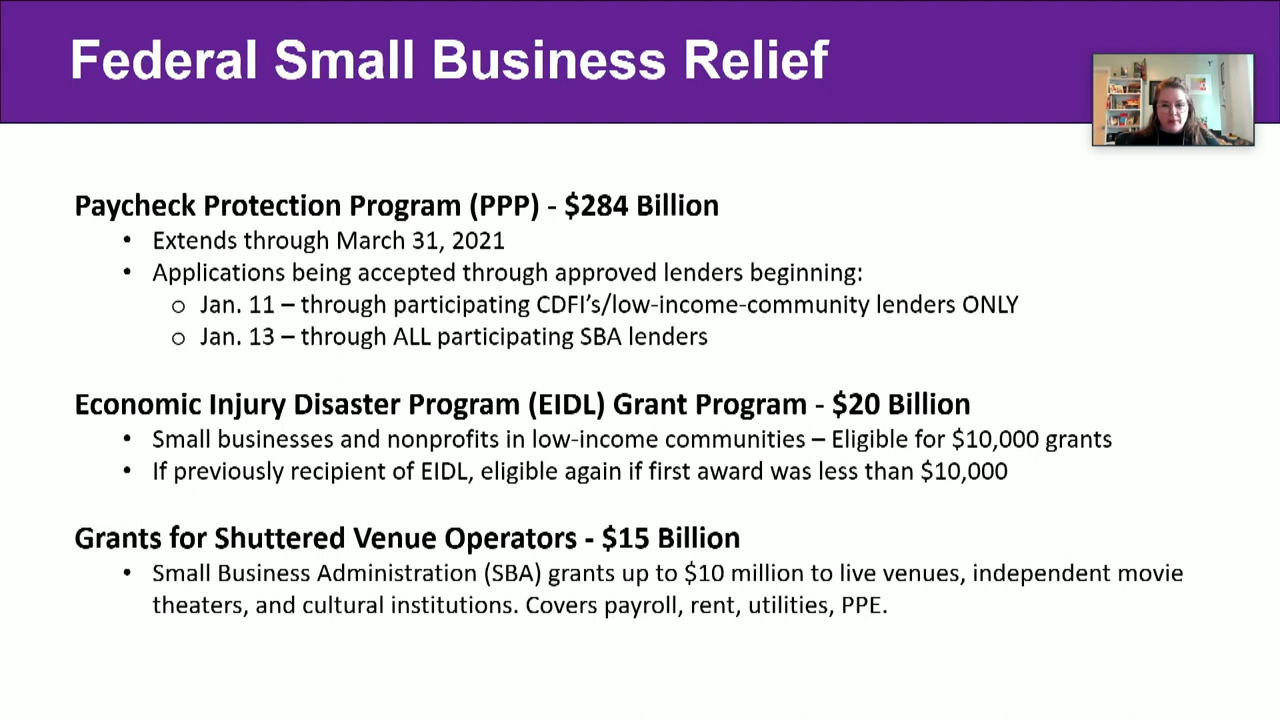 Federal Small Business Relief
Paycheck Protection Program (PPP) - $284 Billion
• Extends through March 31, 2021
• Applications being accepted through approved lenders beginning:
o Jan. 11 – through participating CDFI's/low-income-community lenders ONLY
o Jan. 13 – through ALL participating SBA lenders
Economic Injury Disaster Program (EIDL) Grant Program - $20 Billion
• Small businesses and nonprofits in low-income communities – Eligible for $10,000 grants
• If previously recipient of EIDL, eligible again if first award was less than $10,000
Grants for Shuttered Venue Operators - $15 Billion
• Small Business Administration (SBA) grants up to $10 million to live venues, independent movie
theaters, and cultural institutions. Covers payroll, rent, utilities, PPE.